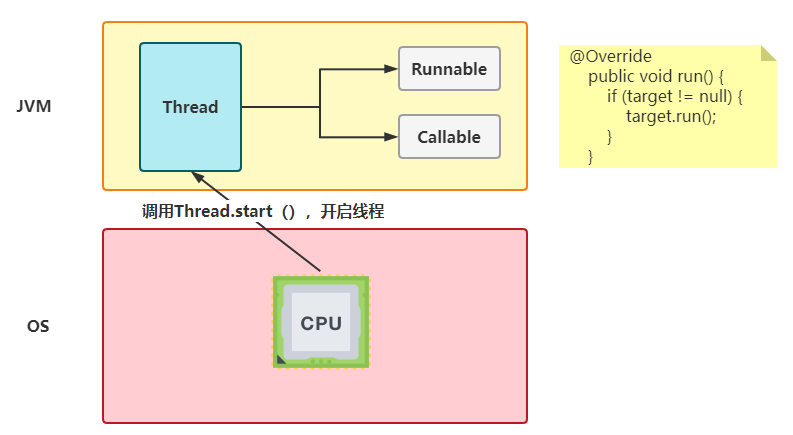 JVM
Thread
Runnable
Callable
@Override
public void run() {
if (target != null) {
target.run();
}
}
调用Thread.start（），开启线程
OS
CPU